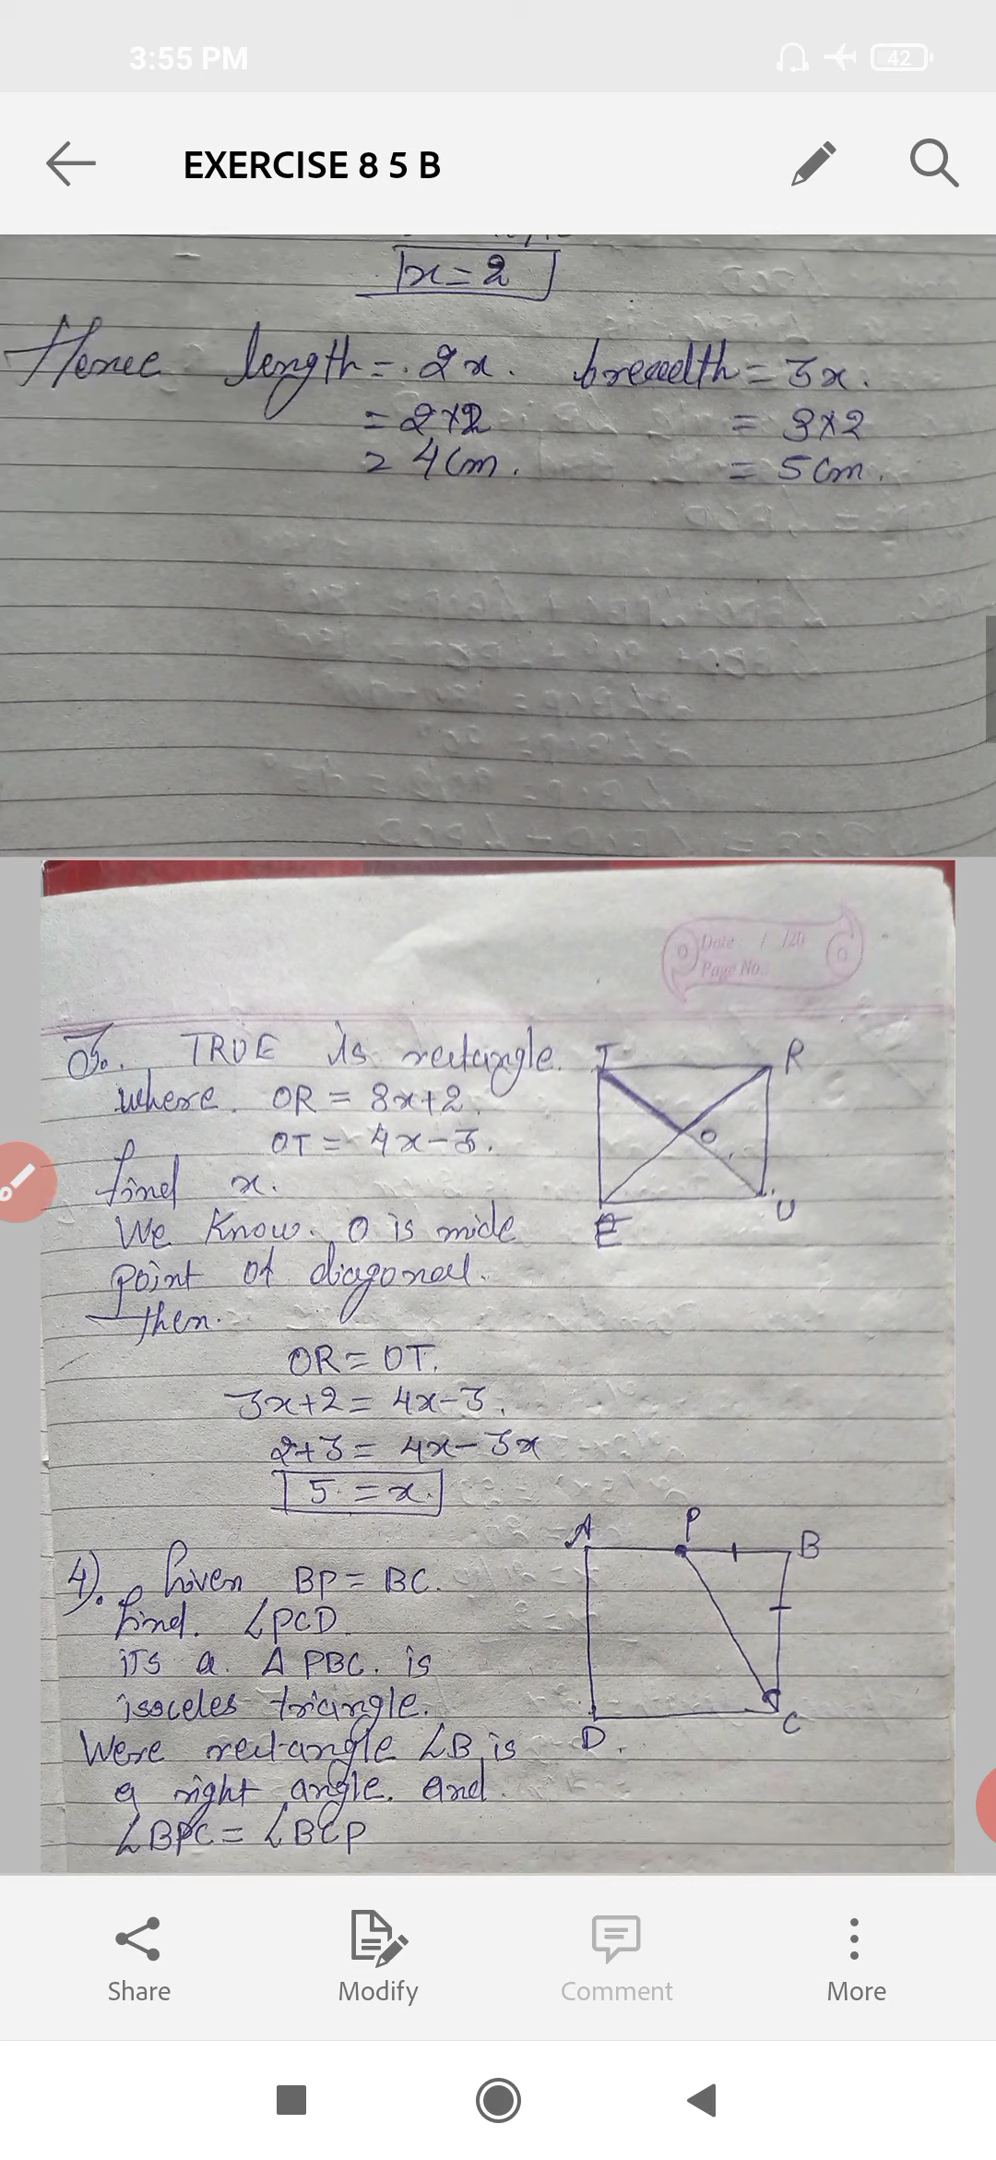 3:55 PM
42
EXERCISE 8 5 B
x = 2
Hence length = 2x. breadth = 3x.
= 2×2 = 3×2
= 4cm. = 5cm.
Date / /20
Page No.
Q3. TRUE is rectangle. T R
where. OR = 3x+2.
OT = 4x-3. O
find x.
We Know. O is mide E U
point of diagonal.
then.
OR = OT.
3x+2 = 4x-3.
2+3 = 4x-3x
5 = x.
A P B
4). Given BP = BC.
find. ∠PCD
iTS a. Δ PBC. is
isoceles triangle. C
Were rectangle ∠B is D.
a right angle. and
∠BPC = ∠BCP
Share Modify Comment More